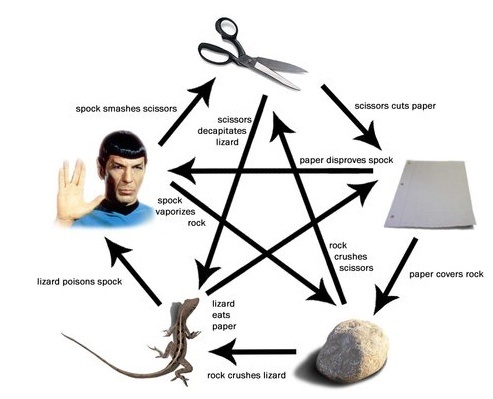 spock smashes scissors
scissors cuts paper
scissors
decapitates
lizard
paper disproves spock
spock
vaporizes
rock
rock
crushes
scissors
paper covers rock
lizard poisons spock
lizard
eats
paper
rock crushes lizard